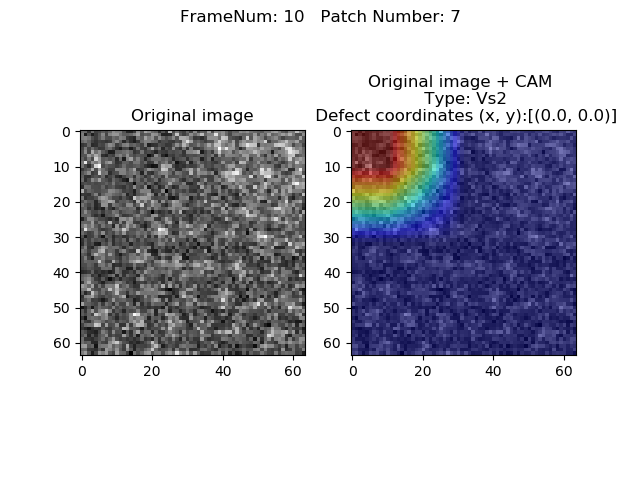 FrameNum: 10   Patch Number: 7
Original image
0
10
20
30
40
50
60
0 20 40 60
Original image + CAM
Type: Vs2
Defect coordinates (x, y):[(0.0, 0.0)]
0
10
20
30
40
50
60
0 20 40 60